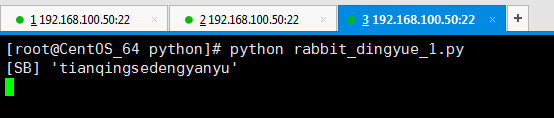 1 192.168.100.50:22 × 2 192.168.100.50:22 × 3 192.168.100.50:22 × +
[root@CentOS_64 python]# python rabbit_dingyue_1.py
[SB] 'tianqingsedengyanyu'